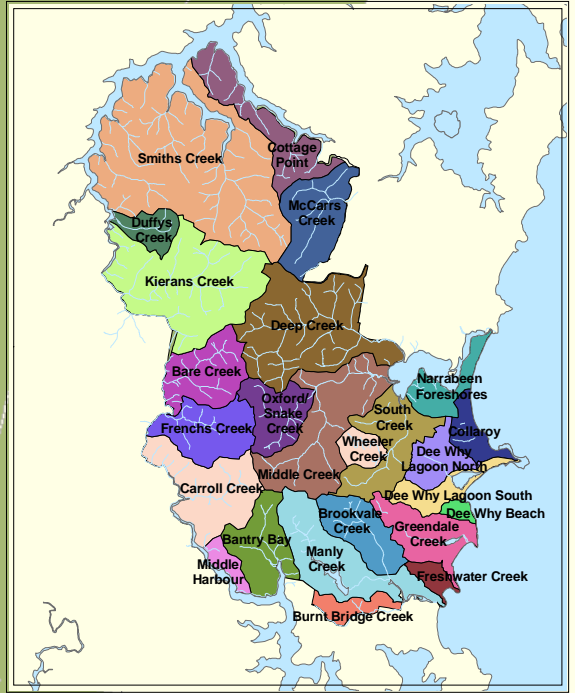 Cottage
Point
Smiths Creek
McCarrs
Creek
Duffys
Creek
Kierans Creek
Deep Creek
Bare Creek
Narrabeen
Foreshores
Oxford/
Snake
Creek
South
Creek
Frenchs Creek
Collaroy
Wheeler
Creek
Dee Why
Lagoon North
Middle Creek
Carroll Creek
Dee Why Lagoon South
Brookvale
Creek
Dee Why Beach
Greendale
Creek
Bantry Bay
Manly
Creek
Middle
Harbour
Freshwater Creek
Burnt Bridge Creek